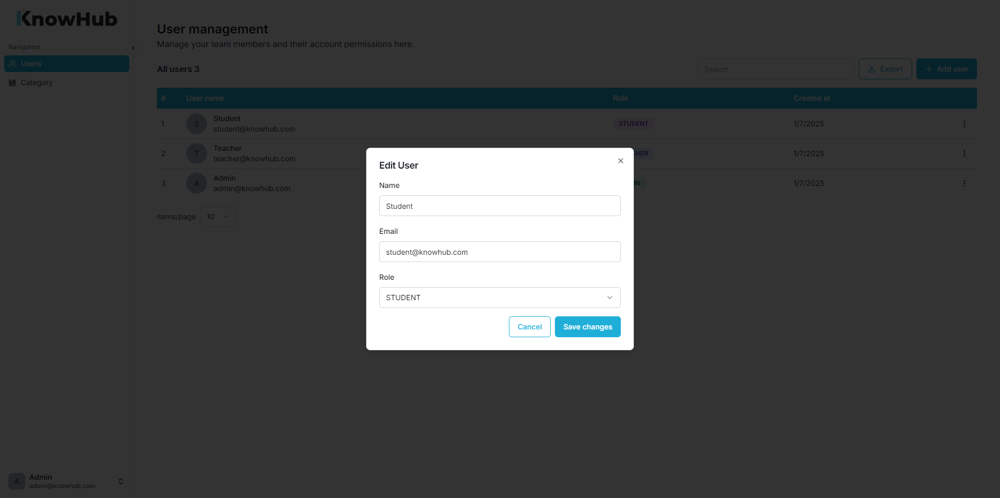 KnowHub
Navigation
Users
Category
User management
Manage your team members and their account permissions here.
All users 3
Search
Export
Add user
# User name Role Created at
1 S Student STUDENT 1/7/2025
student@knowhub.com
2 T Teacher CHER 1/7/2025
teacher@knowhub.com
3 A Admin IN 1/7/2025
admin@knowhub.com
Items/page 10
Edit User
Name
Student
Email
student@knowhub.com
Role
STUDENT
Cancel Save changes
A Admin
admin@knowhub.com